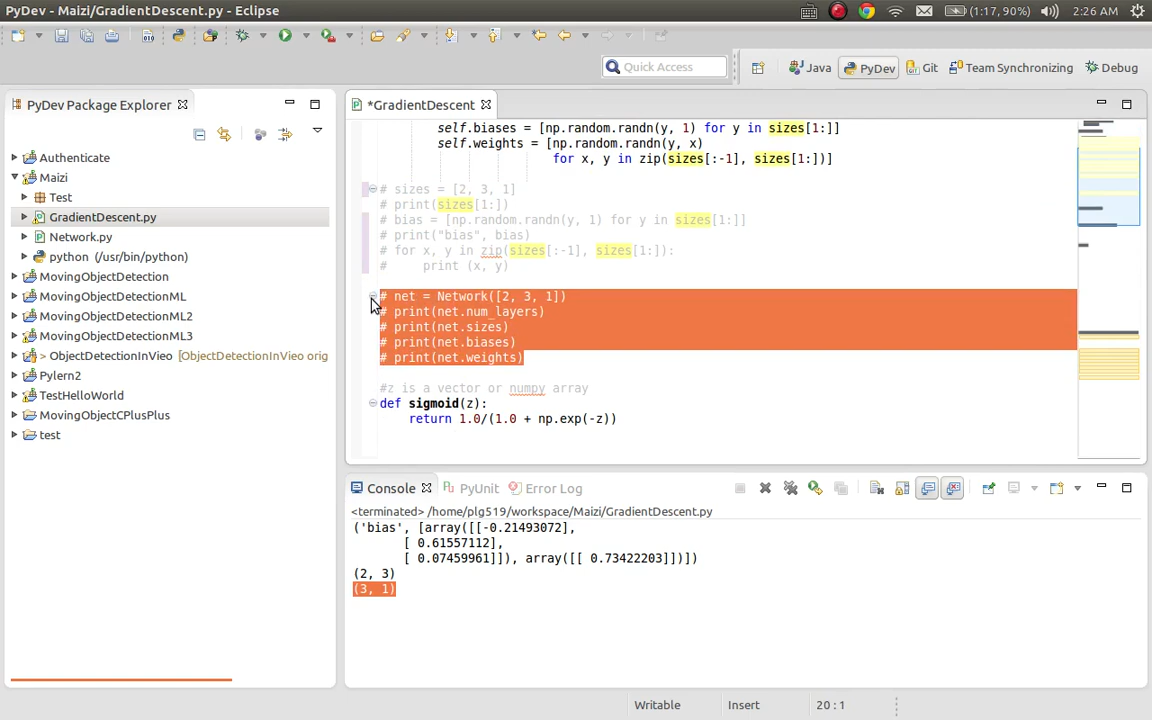 PyDev - Maizi/GradientDescent.py - Eclipse
(1:17, 90%)
2:26 AM
Quick Access
Java
PyDev
Git
Team Synchronizing
Debug
PyDev Package Explorer
Authenticate
Maizi
Test
GradientDescent.py
Network.py
python (/usr/bin/python)
MovingObjectDetection
MovingObjectDetectionML
MovingObjectDetectionML2
MovingObjectDetectionML3
> ObjectDetectionInVieo [ObjectDetectionInVieo orig
Pylern2
TestHelloWorld
MovingObjectCPlusPlus
test
*GradientDescent
self.biases = [np.random.randn(y, 1) for y in sizes[1:]]
self.weights = [np.random.randn(y, x)
for x, y in zip(sizes[:-1], sizes[1:])]
# sizes = [2, 3, 1]
# print(sizes[1:])
# bias = [np.random.randn(y, 1) for y in sizes[1:]]
# print("bias", bias)
# for x, y in zip(sizes[:-1], sizes[1:]):
#     print (x, y)
# net = Network([2, 3, 1])
# print(net.num_layers)
# print(net.sizes)
# print(net.biases)
# print(net.weights)
#z is a vector or numpy array
def sigmoid(z):
return 1.0/(1.0 + np.exp(-z))
Console
PyUnit
Error Log
<terminated> /home/plg519/workspace/Maizi/GradientDescent.py
('bias', [array([[-0.21493072],
[ 0.61557112],
[ 0.07459961]]), array([[ 0.73422203]])])
(2, 3)
(3, 1)
Writable
Insert
20 : 1